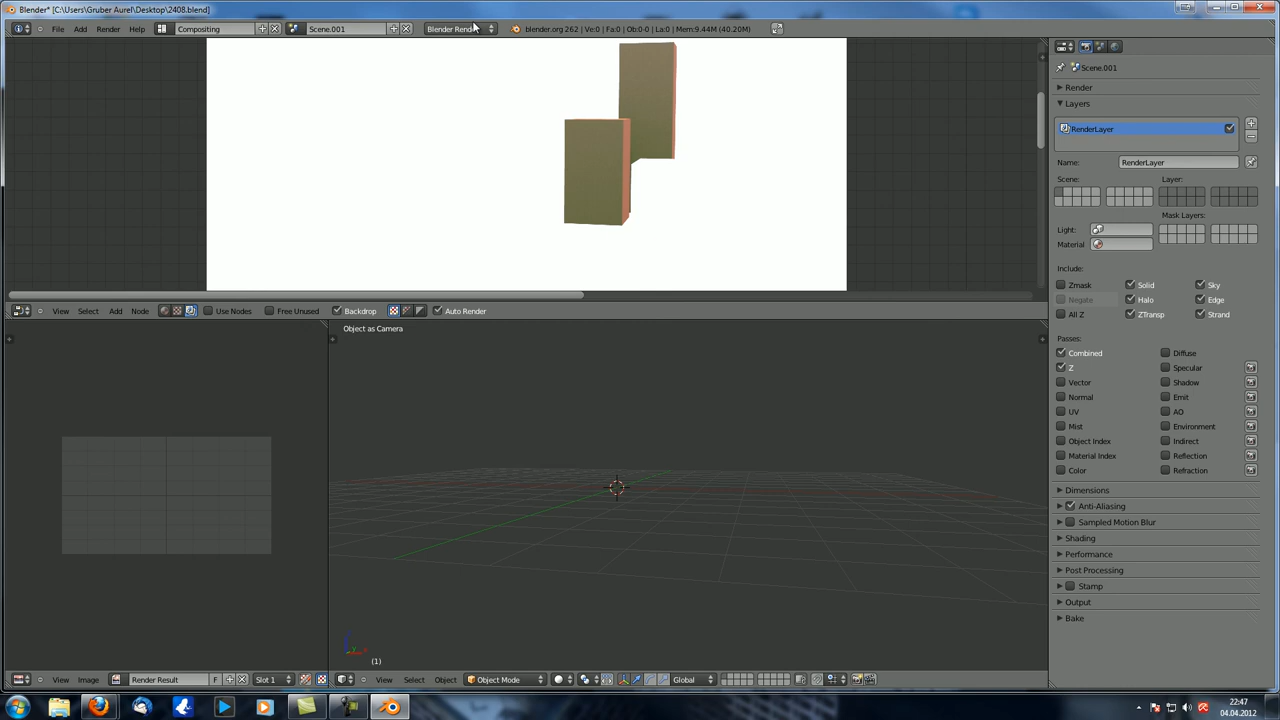 Blender* [C:\Users\Gruber Aurel\Desktop\2408.blend]
File Add Render Help Compositing Scene.001 Blender Render blender.org 262 | Ve:0 | Fa:0 | Ob:0-0 | La:0 | Mem:9.44M (40.20M)
Scene.001
Render
Layers
RenderLayer
Name: RenderLayer
Scene: Layer:
Mask Layers:
Light:
Material
Include:
Zmask Solid Sky
Negate Halo Edge
All Z ZTransp Strand
Passes:
Combined Diffuse
Z Specular
Vector Shadow
Normal Emit
UV AO
Mist Environment
Object Index Indirect
Material Index Reflection
Color Refraction
Dimensions
Anti-Aliasing
Sampled Motion Blur
Shading
Performance
Post Processing
Stamp
Output
Bake
View Select Add Node Use Nodes Free Unused Backdrop Auto Render
Object as Camera
(1)
View Image Render Result F Slot 1
View Select Object Object Mode Global
22:47
04.04.2012